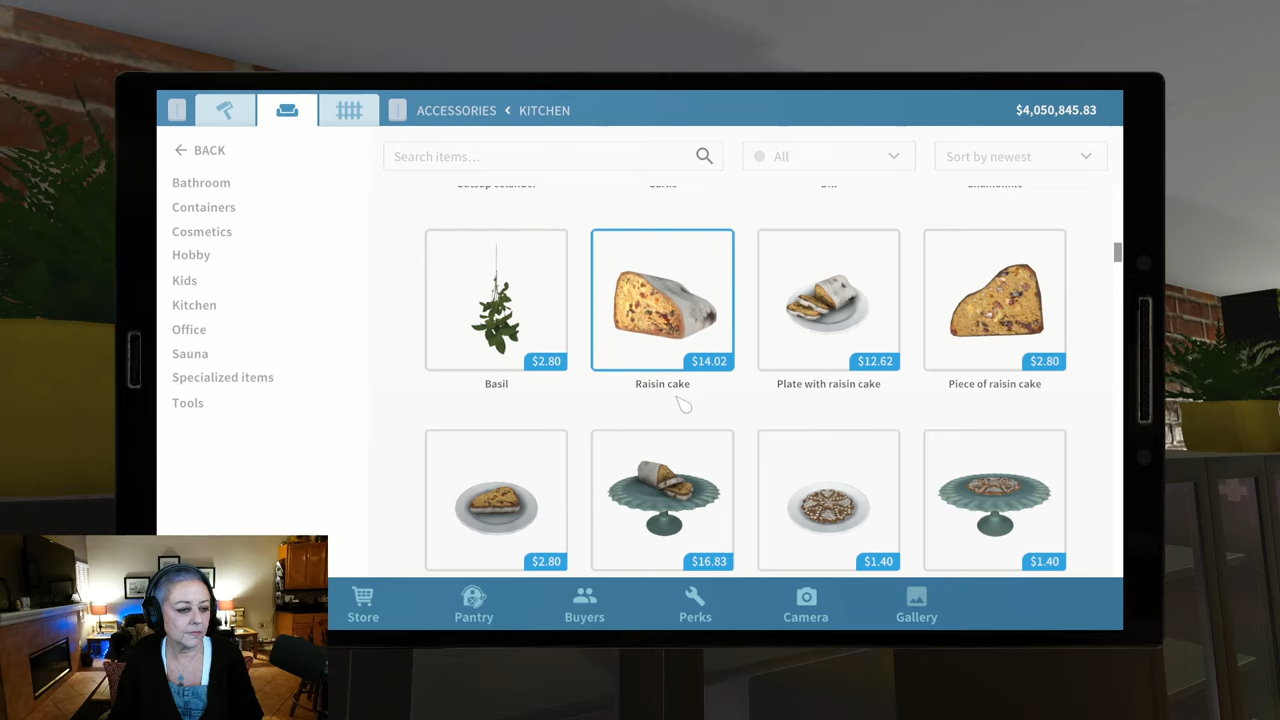 ACCESSORIES < KITCHEN
$4,050,845.83
BACK
Search items...
All
Sort by newest
Bathroom
Containers
Cosmetics
Hobby
Kids
Kitchen
Office
Sauna
Specialized items
Tools
$2.80
$14.02
$12.62
$2.80
Basil
Raisin cake
Plate with raisin cake
Piece of raisin cake
$2.80
$16.83
$1.40
$1.40
Store
Pantry
Buyers
Perks
Camera
Gallery